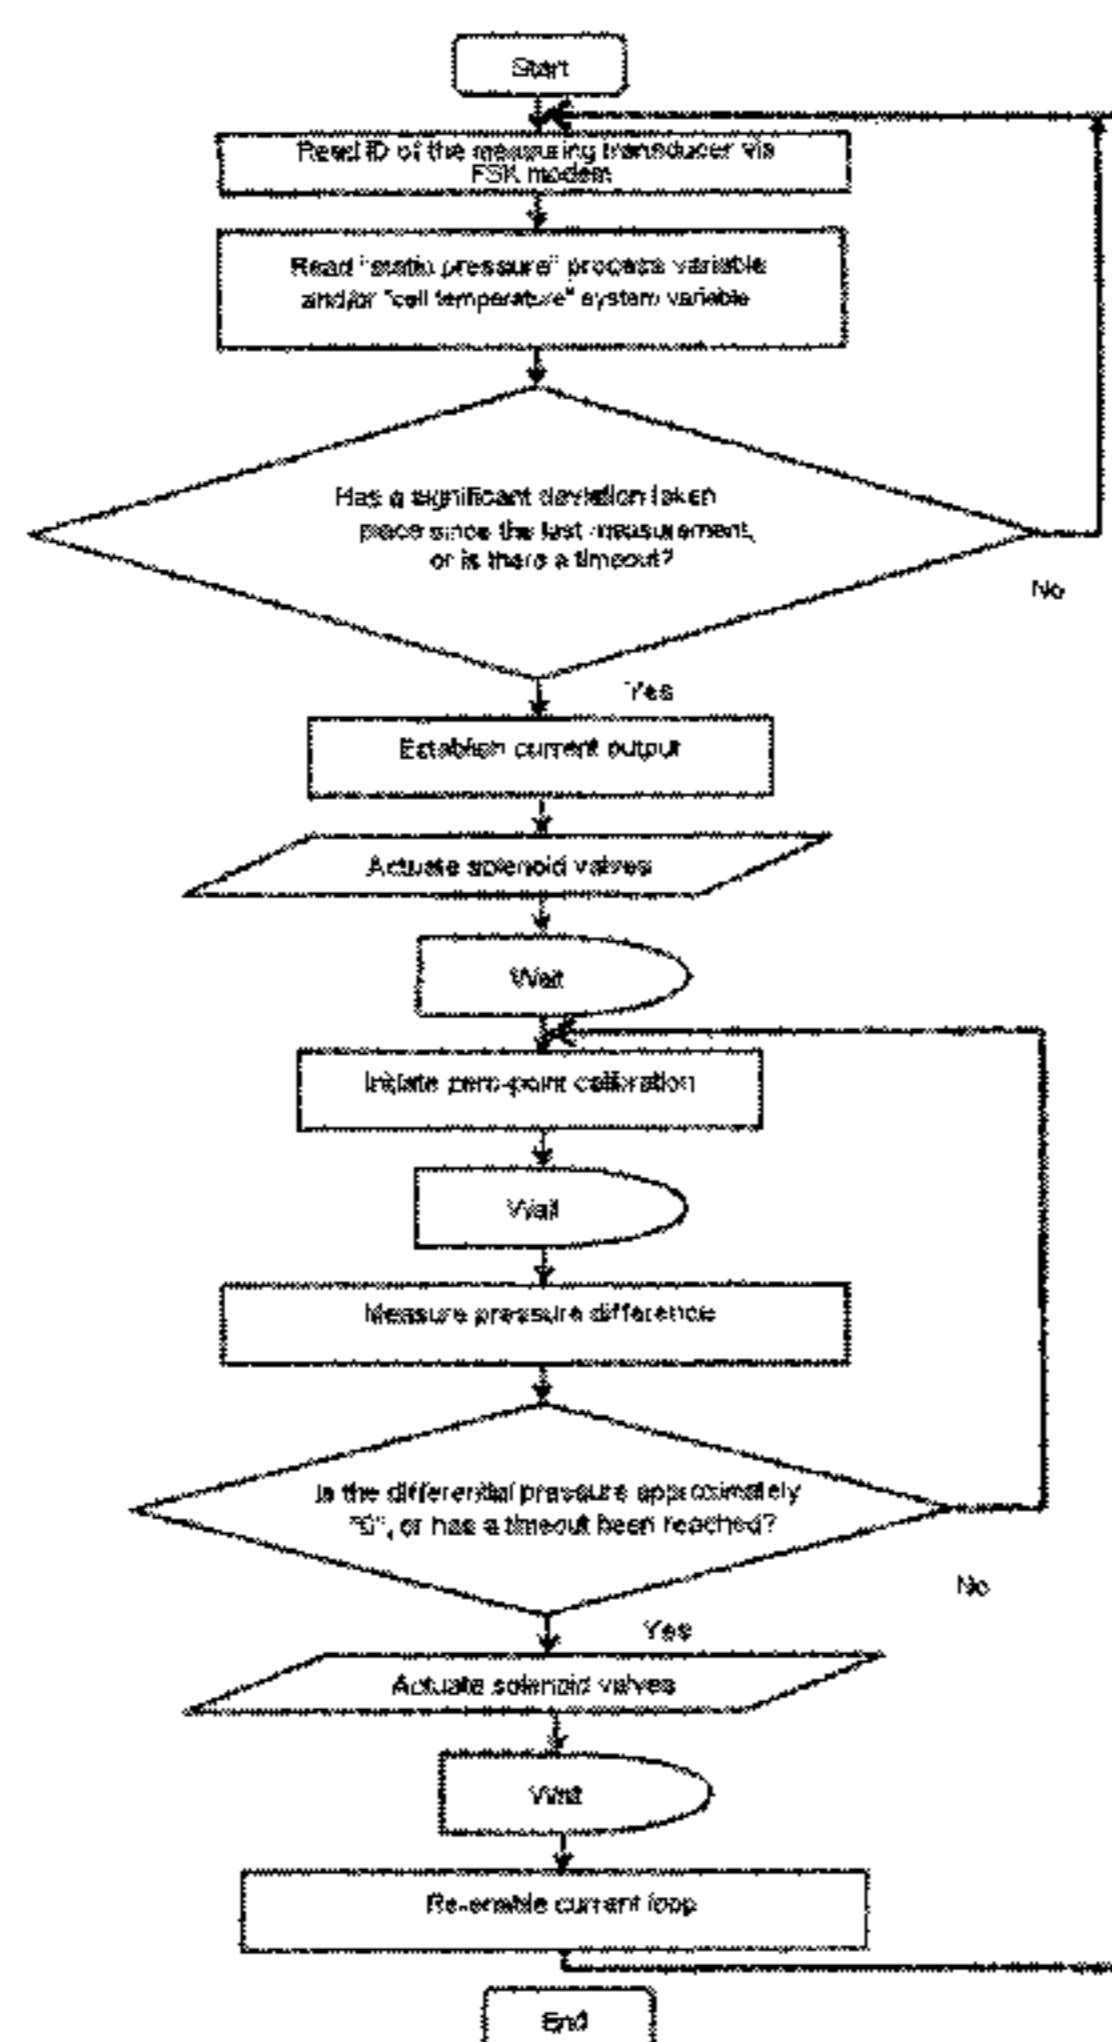 Start
Read ID of the measuring transducer via
FSK modem
Read "static pressure" process variable
and/or "cell temperature" system variable
Has a significant deviation taken
place since the last measurement,
or is there a timeout?
No
Yes
Establish current output
Actuate solenoid valves
Wait
Initiate zero-point calibration
Wait
Measure pressure difference
Is the differential pressure approximately
"0", or has a timeout been reached?
No
Yes
Actuate solenoid valves
Wait
Re-enable current loop
End